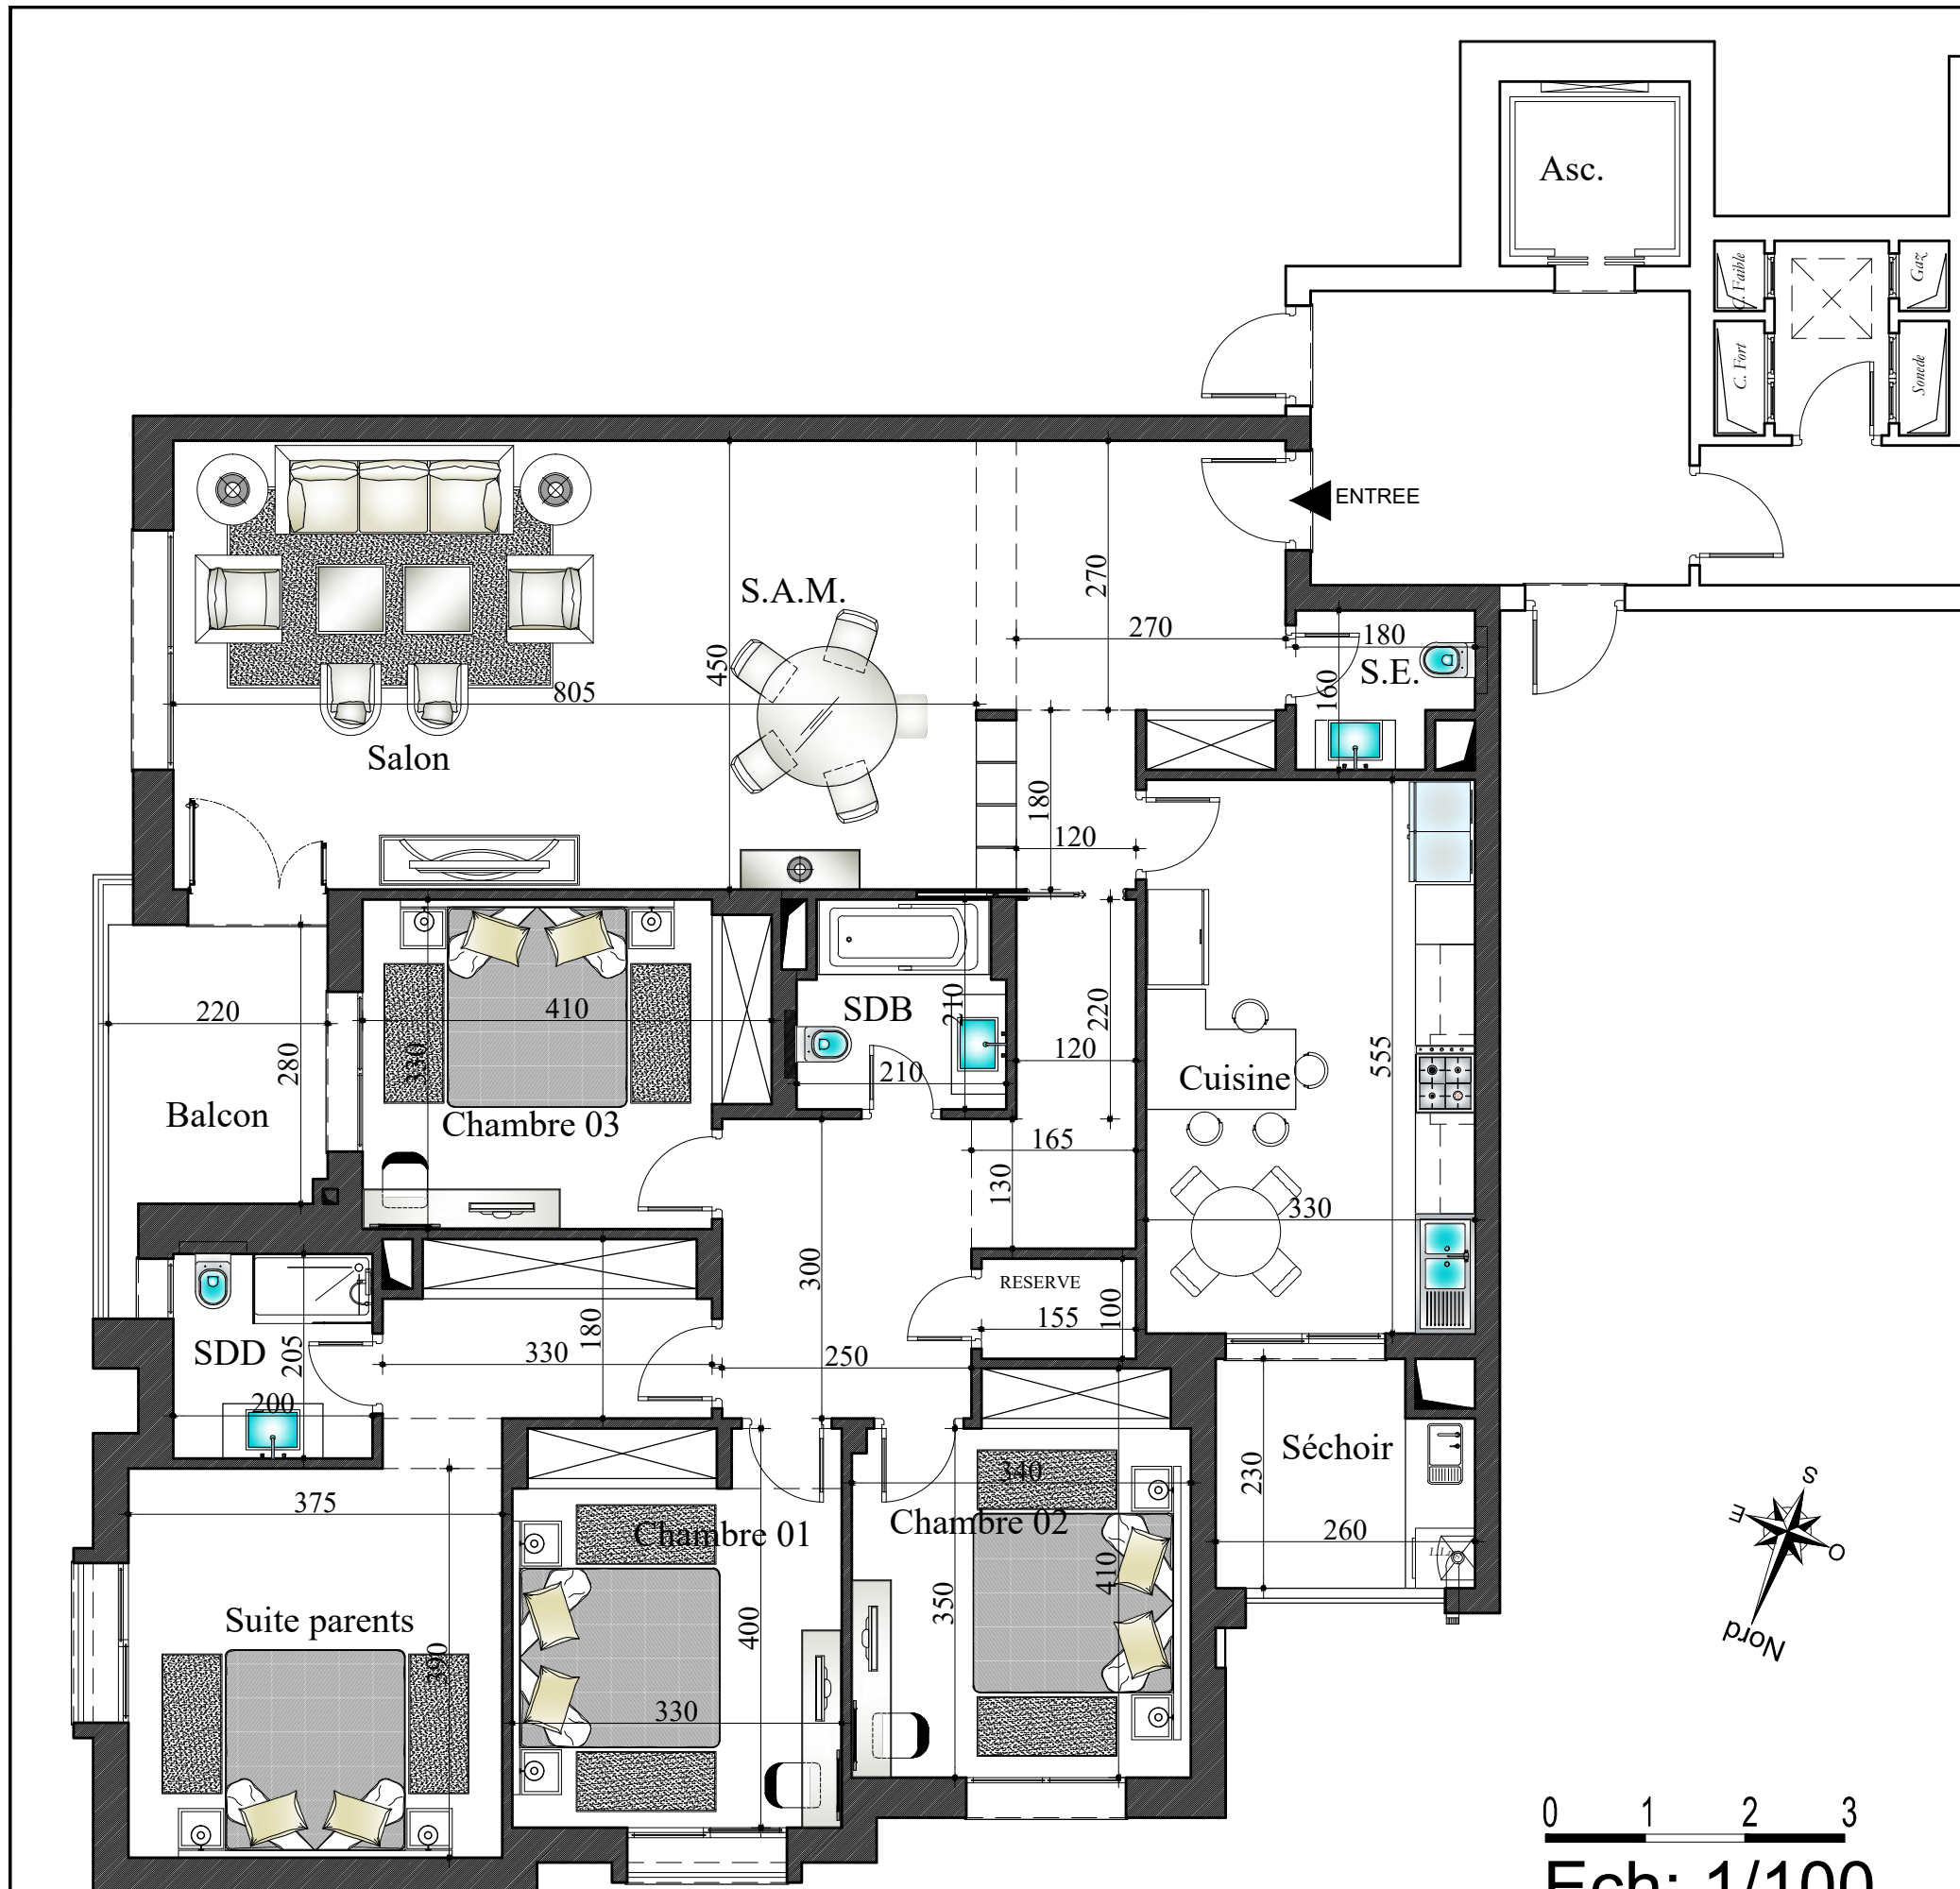 Asc.
C. Faible
Gaz
C. Fort
Sonede
ENTREE
S.A.M.
270
270
180
S.E.
160
450
805
Salon
180
120
220
280
Balcon
410
330
Chambre 03
SDB
210
210
220
120
165
130
Cuisine
555
330
300
RESERVE
155
100
SDD
205
200
330
180
250
375
Suite parents
390
Chambre 01
400
330
340
Chambre 02
410
350
Séchoir
230
260
S
E
O
Nord
0 1 2 3
Ech: 1/100